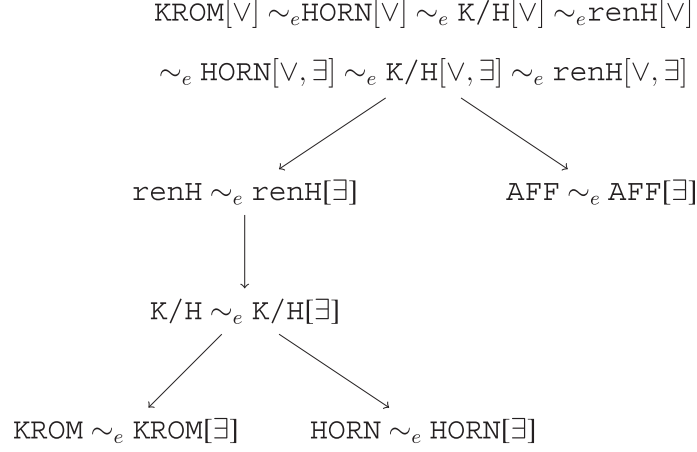 KROM[∨] ∼ₑHORN[∨] ∼ₑ K/H[∨] ∼ₑrenH[∨]
∼ₑ HORN[∨, ∃] ∼ₑ K/H[∨, ∃] ∼ₑ renH[∨, ∃]
renH ∼ₑ renH[∃] AFF ∼ₑ AFF[∃]
K/H ∼ₑ K/H[∃]
KROM ∼ₑ KROM[∃] HORN ∼ₑ HORN[∃]